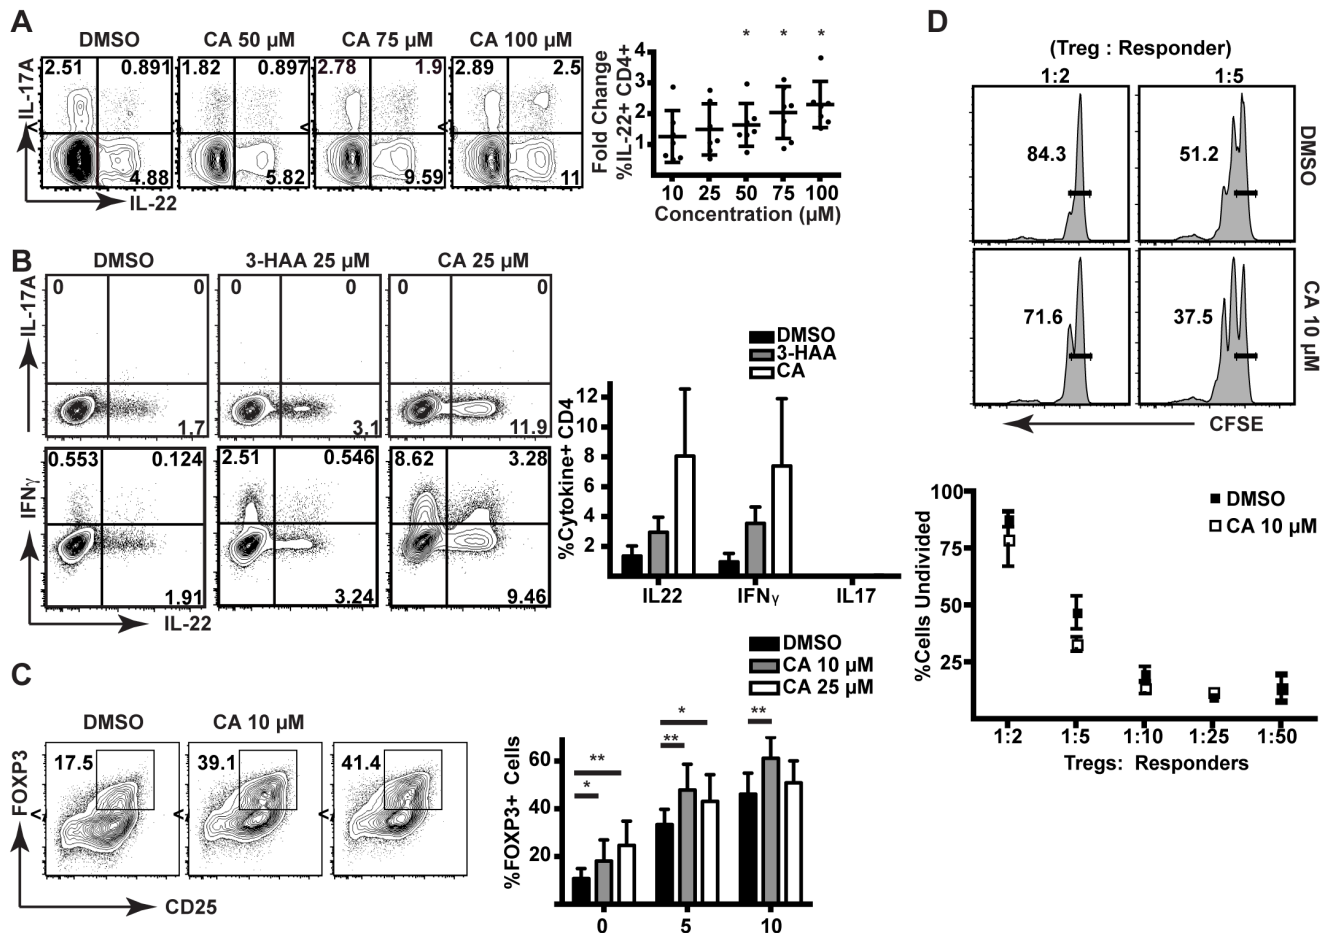 A
DMSO CA 50 µM CA 75 µM CA 100 µM
2.51 0.891 1.82 0.897 2.78 1.9 2.89 2.5
4.88 5.82 9.59 11
IL-17A
IL-22
Fold Change
%IL-22+ CD4+
* * *
4
3
2
1
10 25 50 75 100
Concentration (µM)
B
DMSO 3-HAA 25 µM CA 25 µM
0 0 0 0 0 0
1.7 3.1 11.9
IL-17A
0.553 0.124 2.51 0.546 8.62 3.28
1.91 3.24 9.46
IFNγ
IL-22
DMSO
3-HAA
CA
%Cytokine+ CD4
12
10
8
6
4
2
IL22 IFNγ IL17
C
DMSO CA 10 µM
17.5 39.1 41.4
FOXP3
CD25
DMSO
CA 10 µM
CA 25 µM
%FOXP3+ Cells
60
40
20
** * * ** **
0 5 10
D
(Treg : Responder)
1:2 1:5
84.3 51.2
DMSO
71.6 37.5
CA 10 µM
CFSE
%Cells Undivided
100
75
50
25
DMSO
CA 10 µM
1:2 1:5 1:10 1:25 1:50
Tregs: Responders